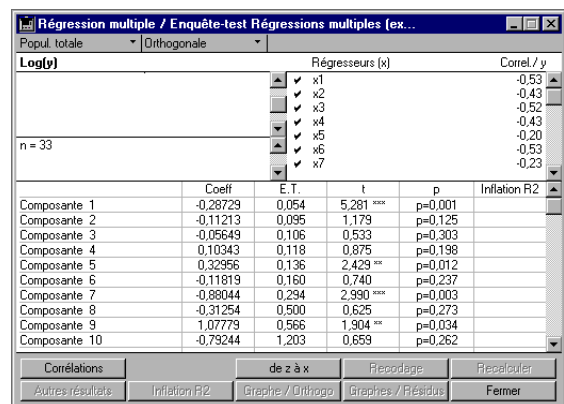 Régression multiple / Enquête-test Régressions multiples (ex...
Popul. totale Orthogonale
Log(y) Régresseurs (x) Correl./ y
x1 -0,53
x2 -0,43
x3 -0,52
x4 -0,43
x5 -0,20
x6 -0,53
x7 -0,23
n = 33
Coeff E.T. t p Inflation R2
Composante 1 -0,28729 0,054 5,281 *** p=0,001
Composante 2 -0,11213 0,095 1,179 p=0,125
Composante 3 -0,05649 0,106 0,533 p=0,303
Composante 4 0,10343 0,118 0,875 p=0,198
Composante 5 0,32956 0,136 2,429 ** p=0,012
Composante 6 -0,11819 0,160 0,740 p=0,237
Composante 7 -0,88044 0,294 2,990 *** p=0,003
Composante 8 -0,31254 0,500 0,625 p=0,273
Composante 9 1,07779 0,566 1,904 ** p=0,034
Composante 10 -0,79244 1,203 0,659 p=0,262
Corrélations de z à x Recodage Recalculer
Autres résultats Inflation R2 Graphe / Orthogo Graphes / Résidus Fermer